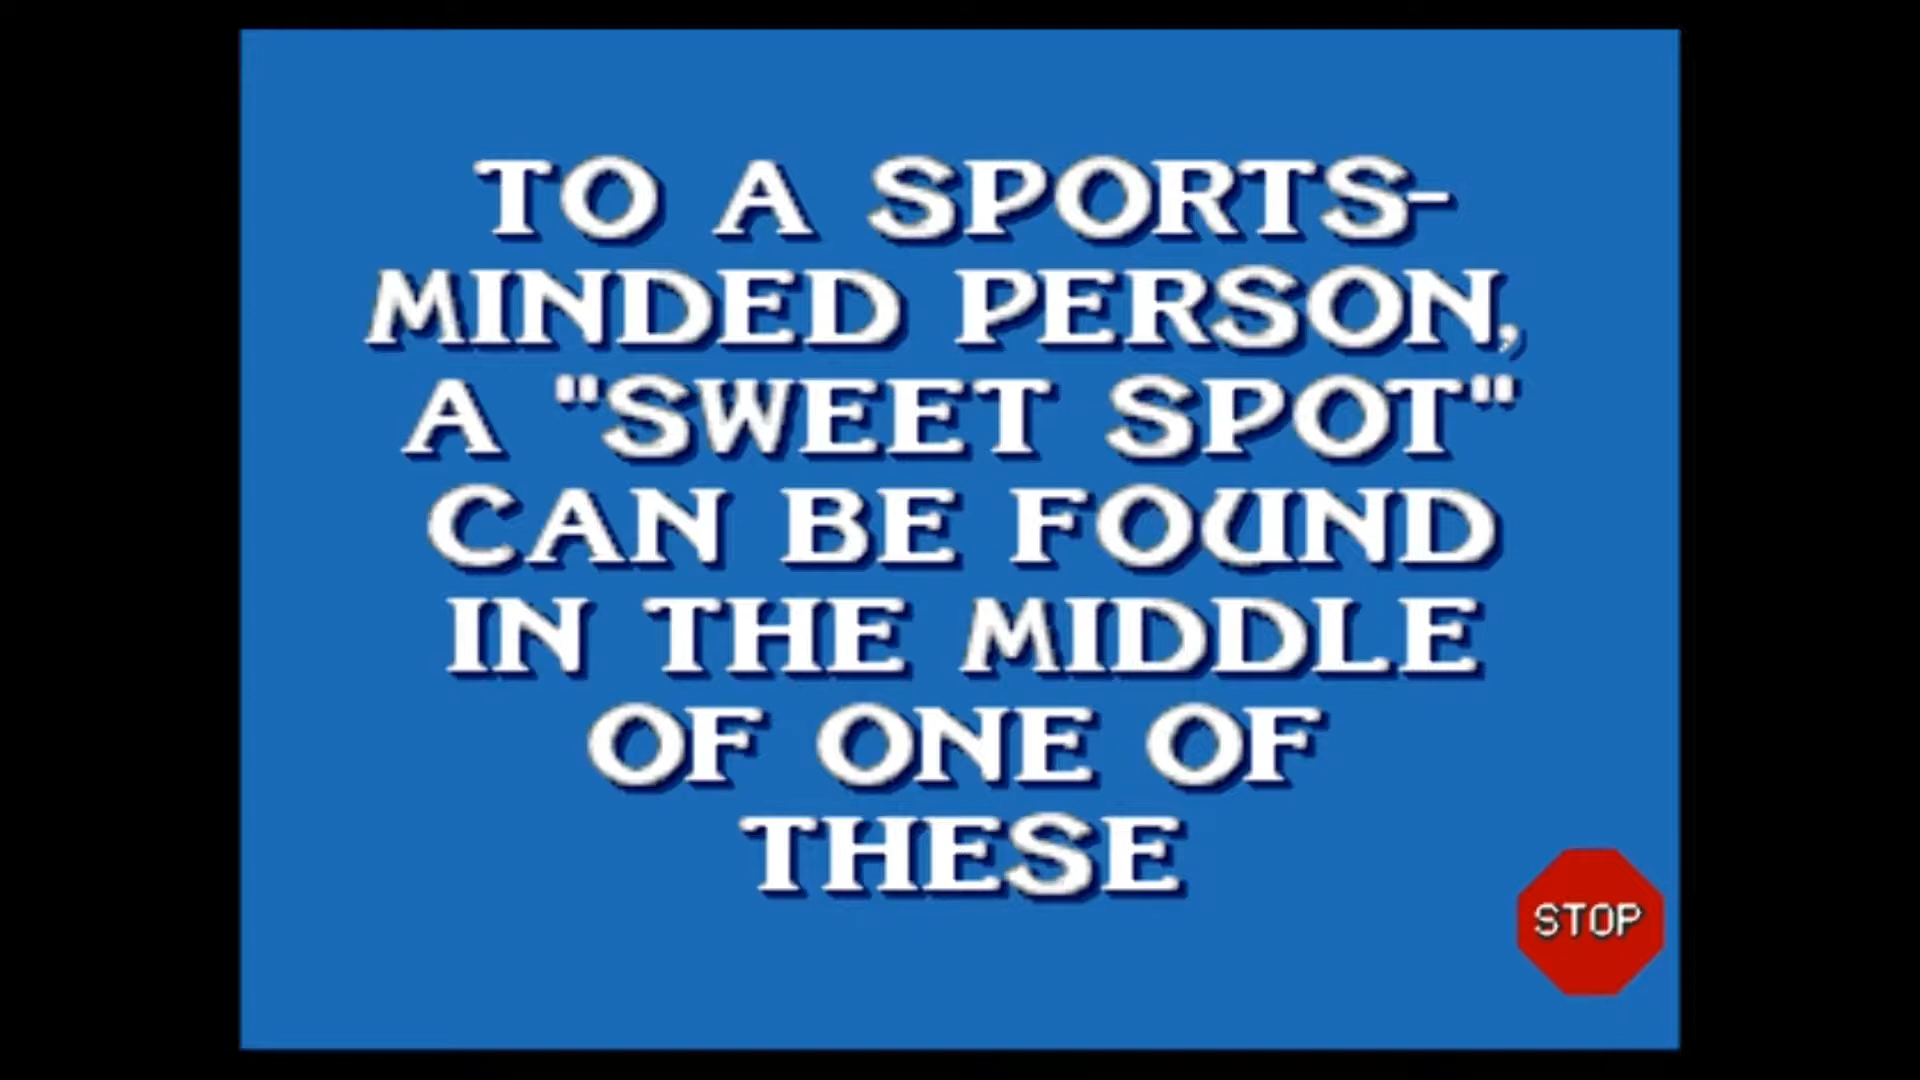 TO A SPORTS-
MINDED PERSON,
A "SWEET SPOT"
CAN BE FOUND
IN THE MIDDLE
OF ONE OF
THESE
STOP